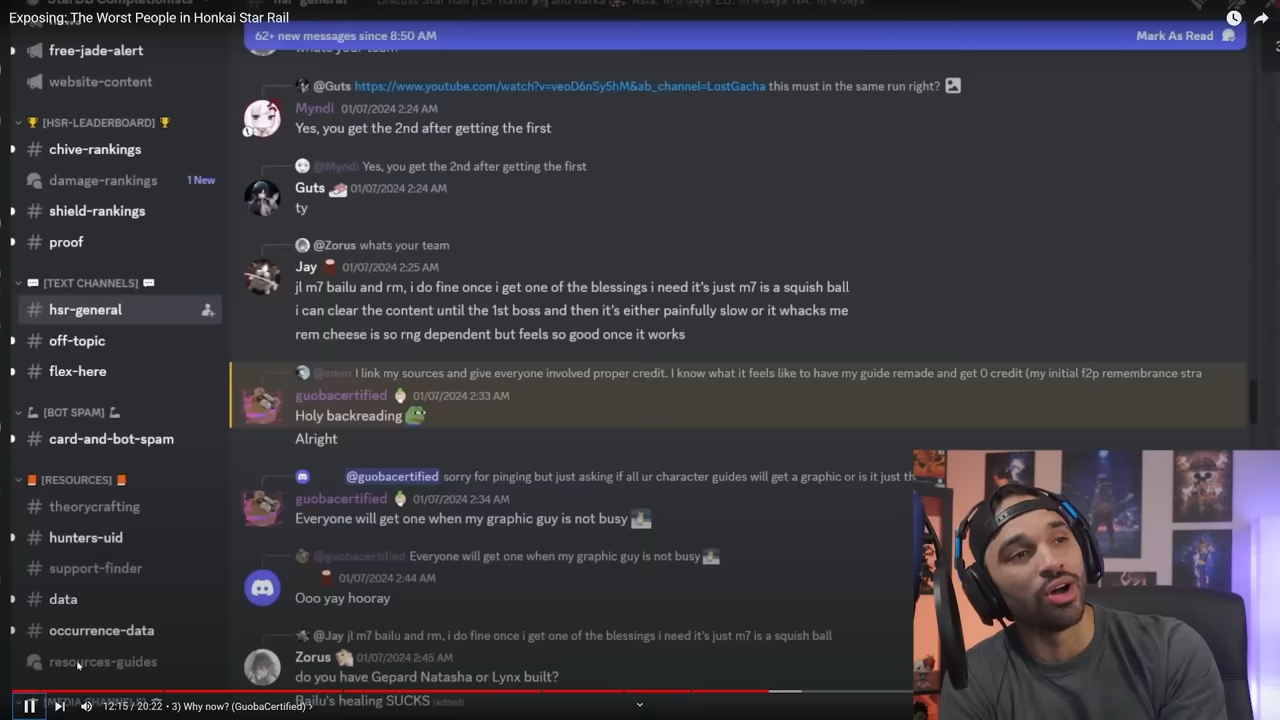 Exposing: The Worst People in Honkai Star Rail
free-jade-alert
website-content
[HSR-LEADERBOARD]
chive-rankings
damage-rankings 1 New
shield-rankings
proof
[TEXT CHANNELS]
hsr-general
off-topic
flex-here
[BOT SPAM]
card-and-bot-spam
[RESOURCES]
theorycrafting
hunters-uid
support-finder
data
occurrence-data
resources-guides
[MEDIA CHANNELS]
62+ new messages since 8:50 AM Mark As Read
whats your team
@Guts https://www.youtube.com/watch?v=veoD6nSy5hM&ab_channel=LostGacha this must in the same run right?
Myndi 01/07/2024 2:24 AM
Yes, you get the 2nd after getting the first
@Myndi Yes, you get the 2nd after getting the first
Guts 01/07/2024 2:24 AM
ty
@Zorus whats your team
Jay 01/07/2024 2:25 AM
jl m7 bailu and rm, i do fine once i get one of the blessings i need it's just m7 is a squish ball
i can clear the content until the 1st boss and then it's either painfully slow or it whacks me
rem cheese is so rng dependent but feels so good once it works
I link my sources and give everyone involved proper credit. I know what it feels like to have my guide remade and get 0 credit (my initial f2p remembrance stra
guobacertified 01/07/2024 2:33 AM
Holy backreading
Alright
@guobacertified sorry for pinging but just asking if all ur character guides will get a graphic or is it just th
guobacertified 01/07/2024 2:34 AM
Everyone will get one when my graphic guy is not busy
@guobacertified Everyone will get one when my graphic guy is not busy
01/07/2024 2:44 AM
Ooo yay hooray
@Jay jl m7 bailu and rm, i do fine once i get one of the blessings i need it's just m7 is a squish ball
Zorus 01/07/2024 2:45 AM
do you have Gepard Natasha or Lynx built?
Bailu's healing SUCKS (edited)
12:15 / 20:22 • 3) Why now? (GuobaCertified) ›